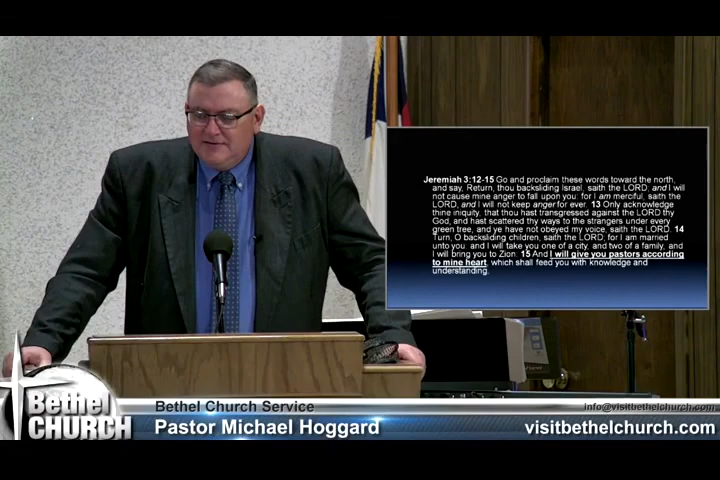 Jeremiah 3:12-15 Go and proclaim these words toward the north,
and say, Return, thou backsliding Israel, saith the LORD; and I will
not cause mine anger to fall upon you: for I am merciful, saith the
LORD, and I will not keep anger for ever. 13 Only acknowledge
thine iniquity, that thou hast transgressed against the LORD thy
God, and hast scattered thy ways to the strangers under every
green tree, and ye have not obeyed my voice, saith the LORD. 14
Turn, O backsliding children, saith the LORD; for I am married
unto you: and I will take you one of a city, and two of a family, and
I will bring you to Zion: 15 And I will give you pastors according
to mine heart, which shall feed you with knowledge and
understanding.
Bethel
CHURCH
Bethel Church Service
info@visitbethelchurch.com
Pastor Michael Hoggard
visitbethelchurch.com